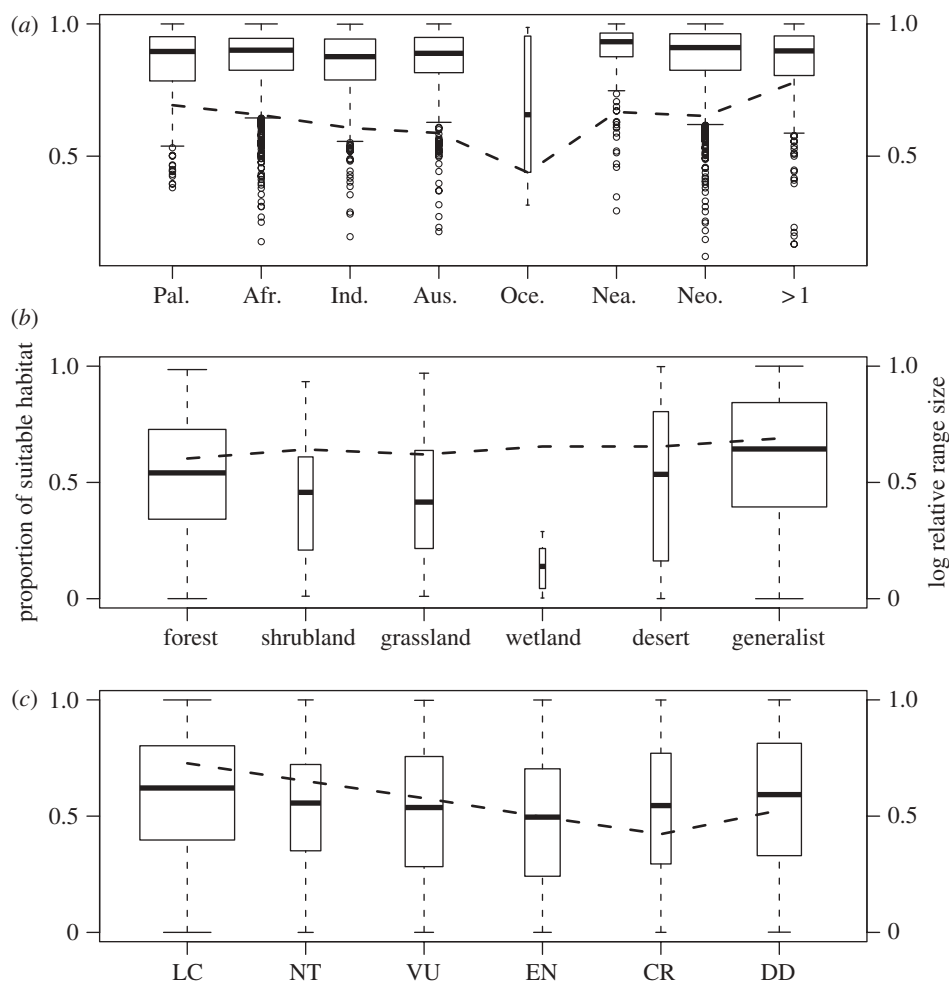 (a)
1.0
0.5
1.0
0.5
Pal. Afr. Ind. Aus. Oce. Nea. Neo. >1
(b)
proportion of suitable habitat
log relative range size
1.0
0.5
0
1.0
0.5
0
forest shrubland grassland wetland desert generalist
(c)
1.0
0.5
0
1.0
0.5
0
LC NT VU EN CR DD